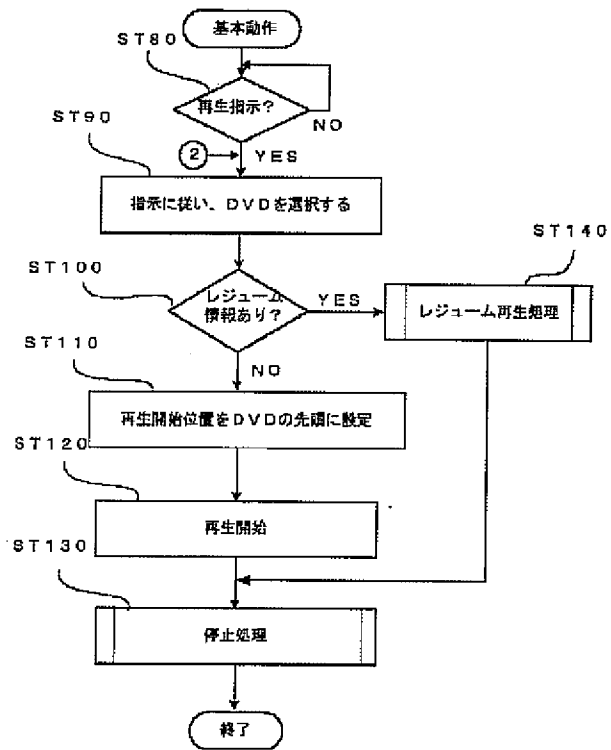 基本動作
ST80
再生指示?
NO
ST90
2
YES
指示に従い、DVDを選択する
ST140
ST100
レジューム
情報あり?
YES
レジューム再生処理
ST110
NO
再生開始位置をDVDの先頭に設定
ST120
再生開始
ST130
停止処理
終了